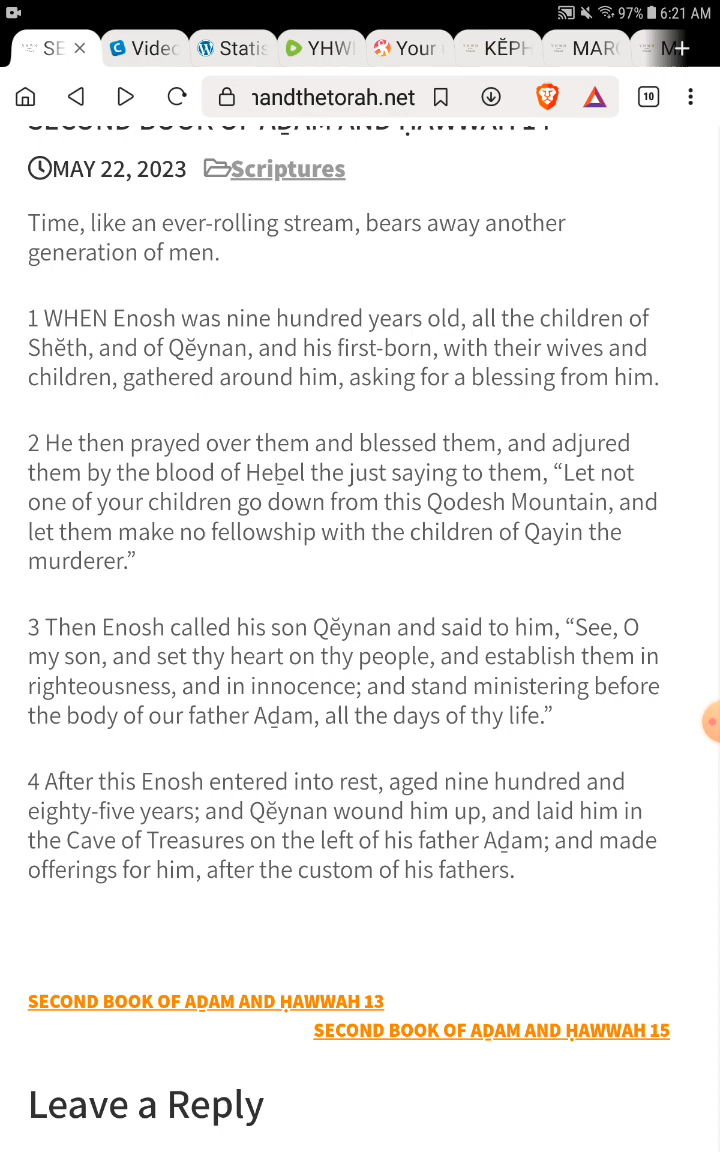 97% 6:21 AM
SE × Videc Statis YHWI Your KĔPH MARC M +
nandthetorah.net 10
SECOND BOOK OF AḎAM AND ḤAWWAH 14
MAY 22, 2023 Scriptures
Time, like an ever-rolling stream, bears away another
generation of men.
1 WHEN Enosh was nine hundred years old, all the children of
Shĕth, and of Qĕynan, and his first-born, with their wives and
children, gathered around him, asking for a blessing from him.
2 He then prayed over them and blessed them, and adjured
them by the blood of Heḇel the just saying to them, “Let not
one of your children go down from this Qodesh Mountain, and
let them make no fellowship with the children of Qayin the
murderer.”
3 Then Enosh called his son Qĕynan and said to him, “See, O
my son, and set thy heart on thy people, and establish them in
righteousness, and in innocence; and stand ministering before
the body of our father Aḏam, all the days of thy life.”
4 After this Enosh entered into rest, aged nine hundred and
eighty-five years; and Qĕynan wound him up, and laid him in
the Cave of Treasures on the left of his father Aḏam; and made
offerings for him, after the custom of his fathers.
SECOND BOOK OF AḎAM AND ḤAWWAH 13
SECOND BOOK OF AḎAM AND ḤAWWAH 15
Leave a Reply